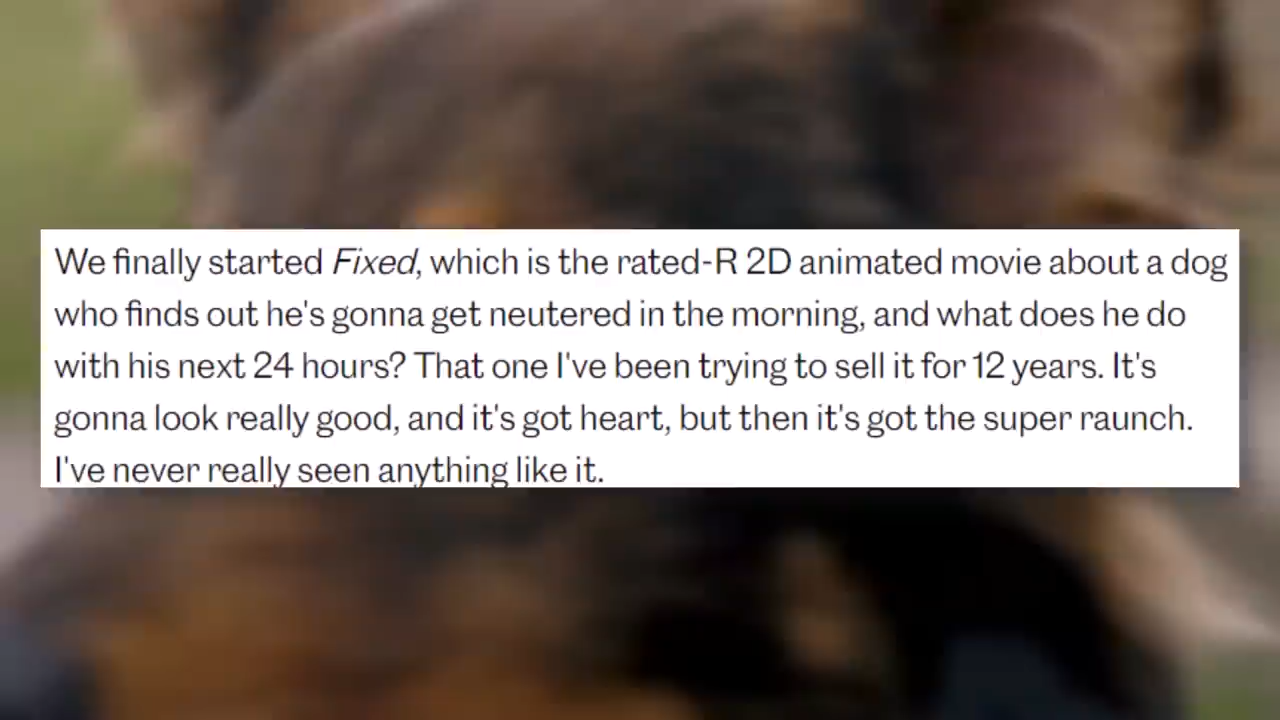 We finally started Fixed, which is the rated-R 2D animated movie about a dog
who finds out he's gonna get neutered in the morning, and what does he do
with his next 24 hours? That one I've been trying to sell it for 12 years. It's
gonna look really good, and it's got heart, but then it's got the super raunch.
I've never really seen anything like it.